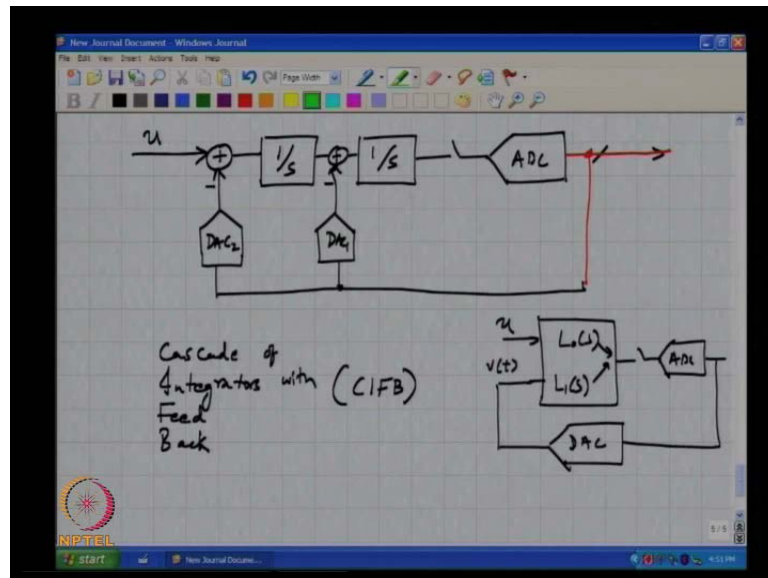 New Journal Document - Windows Journal
File Edit View Insert Actions Tools Help
Page Width
B I
u
+
1/s
+
1/s
ADC
-
-
DAC2
DAC1
Cascade of
Integrators with (CIFB)
Feed
Back
u
L0(s)
v(t)
L1(s)
ADC
DAC
5/5
NPTEL
start
New Journal Docume...
4:51 PM